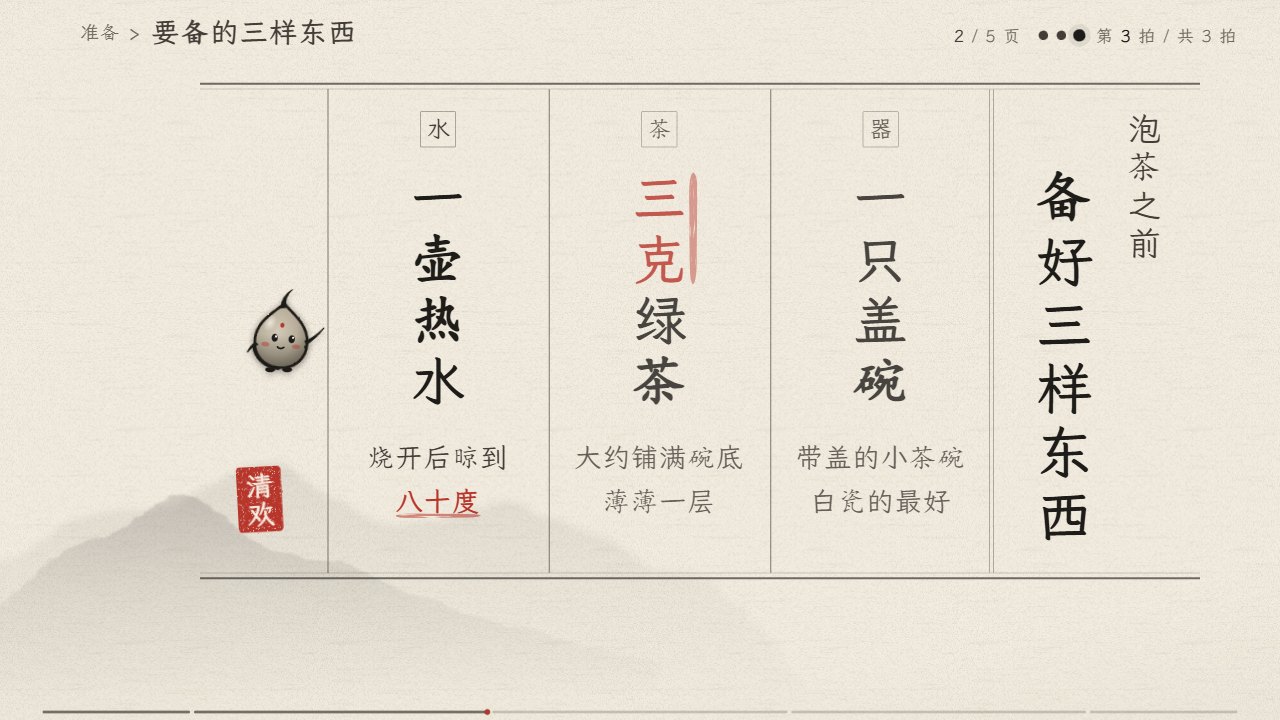 准备 > 要备的三样东西
2 / 5 页 第 3 拍 / 共 3 拍
泡茶之前
备好三样东西
器
一只盖碗
带盖的小茶碗
白瓷的最好
茶
三克绿茶
大约铺满碗底
薄薄一层
水
一壶热水
烧开后晾到
八十度
清欢